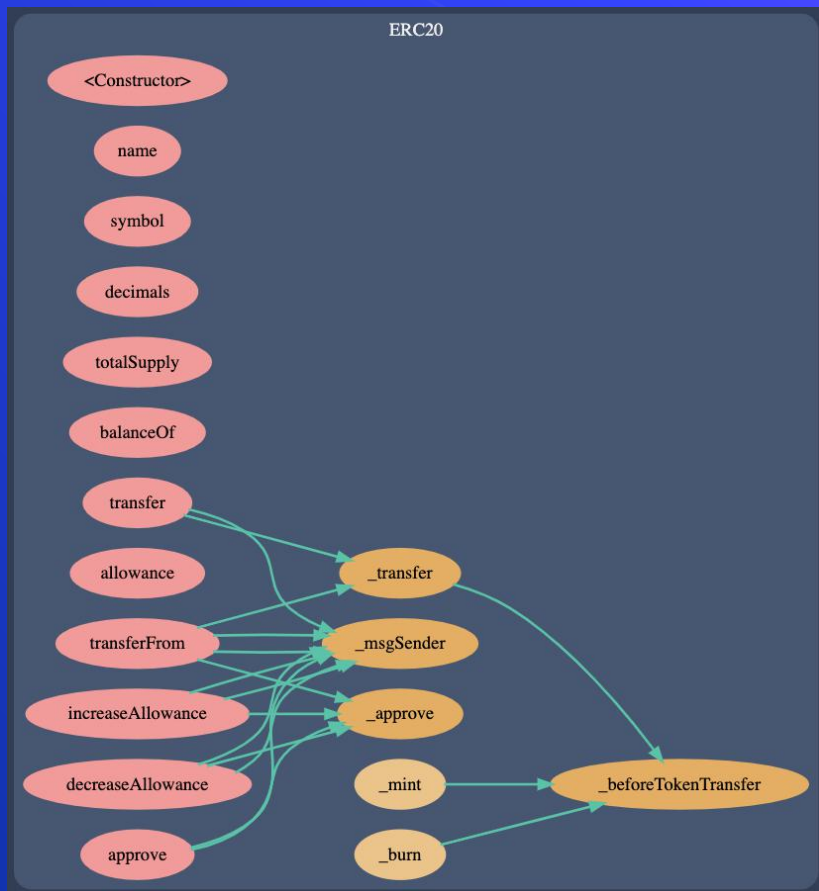 ERC20
<Constructor>
name
symbol
decimals
totalSupply
balanceOf
transfer
allowance
_transfer
transferFrom
_msgSender
increaseAllowance
_approve
decreaseAllowance
_mint
_beforeTokenTransfer
approve
_burn